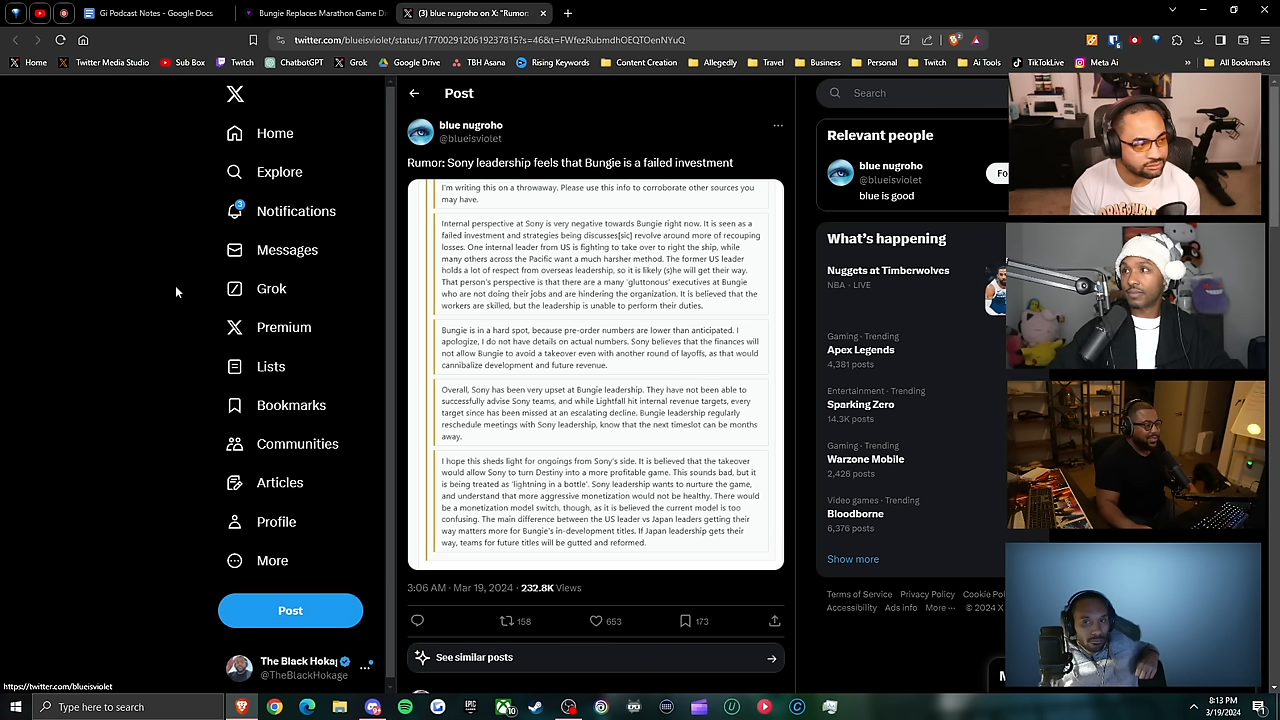 Gi Podcast Notes - Google Docs
Bungie Replaces Marathon Game Di
(3) blue nugroho on X: "Rumor:
twitter.com/blueisviolet/status/1770029120619237815?s=46&t=FWfezRubmdhOEQTOenNYuQ
Home
Twitter Media Studio
Sub Box
Twitch
ChatbotGPT
Grok
Google Drive
TBH Asana
Rising Keywords
Content Creation
Allegedly
Travel
Business
Personal
Twitch
Ai Tools
TikTokLive
Meta Ai
All Bookmarks
Home
Explore
3
Notifications
Messages
Grok
Premium
Lists
Bookmarks
Communities
Articles
Profile
More
Post
The Black Hokag
@TheBlackHokage
https://twitter.com/blueisviolet
Post
blue nugroho
@blueisviolet
Rumor: Sony leadership feels that Bungie is a failed investment
I'm writing this on a throwaway. Please use this info to corroborate other sources you
may have.
Internal perspective at Sony is very negative towards Bungie right now. It is seen as a
failed investment and strategies being discusses[sic] revolve around more of recouping
losses. One internal leader from US is fighting to take over to right the ship, while
many others across the Pacific want a much harsher method. The former US leader
holds a lot of respect from overseas leadership, so it is likely (s)he will get their way.
That person's perspective is that there are a many 'gluttonous' executives at Bungie
who are not doing their jobs and are hindering the organization. It is believed that the
workers are skilled, but the leadership is unable to perform their duties.
Bungie is in a hard spot, because pre-order numbers are lower than anticipated. I
apologize, I do not have details on actual numbers. Sony believes that the finances will
not allow Bungie to avoid a takeover even with another round of layoffs, as that would
cannibalize development and future revenue.
Overall, Sony has been very upset at Bungie leadership. They have not been able to
successfully advise Sony teams, and while Lightfall hit internal revenue targets, every
target since has been missed at an escalating decline. Bungie leadership regularly
reschedule meetings with Sony leadership, know that the next timeslot can be months
away.
I hope this sheds light for ongoings from Sony's side. It is believed that the takeover
would allow Sony to turn Destiny into a more profitable game. This sounds bad, but it
is being treated as 'lightning in a bottle'. Sony leadership wants to nurture the game,
and understand that more aggressive monetization would not be healthy. There would
be a monetization model switch, though, as it is believed the current model is too
confusing. The main difference between the US leader vs Japan leaders getting their
way matters more for Bungie's in-development titles. If Japan leadership gets their
way, teams for future titles will be gutted and reformed.
3:06 AM · Mar 19, 2024 · 232.8K Views
158
653
173
See similar posts
Search
Relevant people
blue nugroho
@blueisviolet
Fo
blue is good
What's happening
Nuggets at Timberwolves
NBA · LIVE
Gaming · Trending
Apex Legends
4,381 posts
Entertainment · Trending
Sparking Zero
14.3K posts
Gaming · Trending
Warzone Mobile
2,428 posts
Video games · Trending
Bloodborne
6,376 posts
Show more
Terms of Service Privacy Policy Cookie Pol
Accessibility Ads info More ··· © 2024 X
Type here to search
8:13 PM
3/19/2024